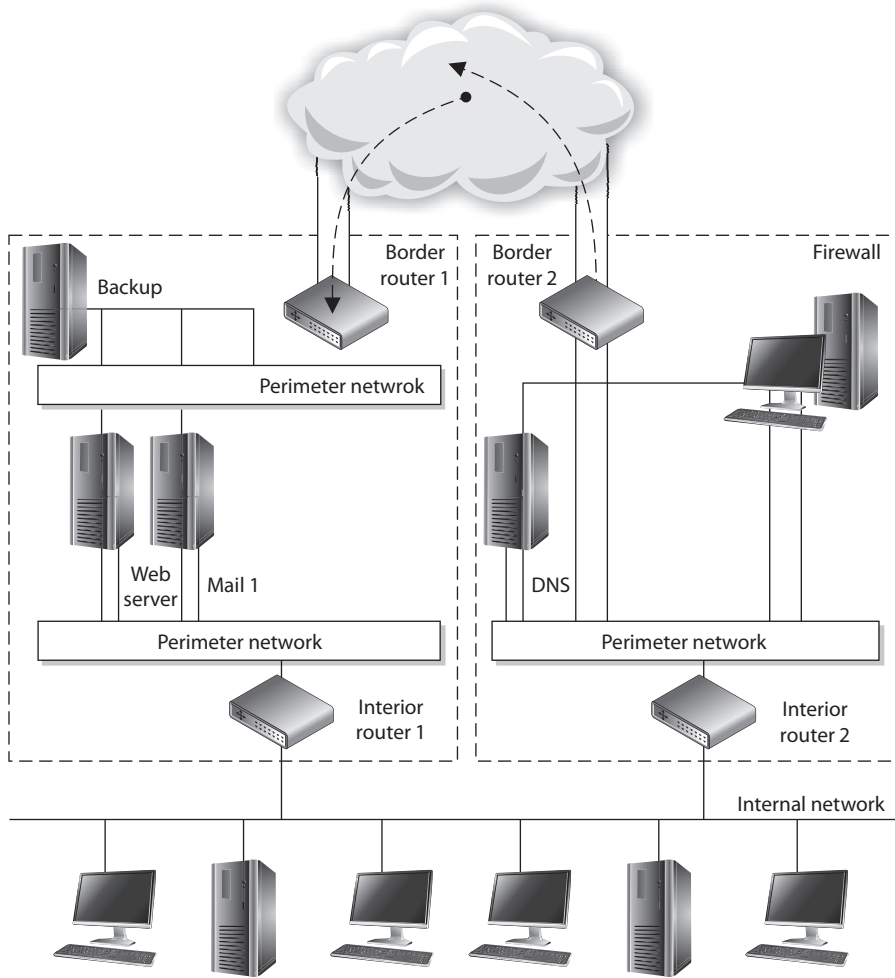 Border
router 1
Border
router 2
Firewall
Backup
Perimeter netwrok
Web
server
Mail 1
DNS
Perimeter network
Perimeter network
Interior
router 1
Interior
router 2
Internal network